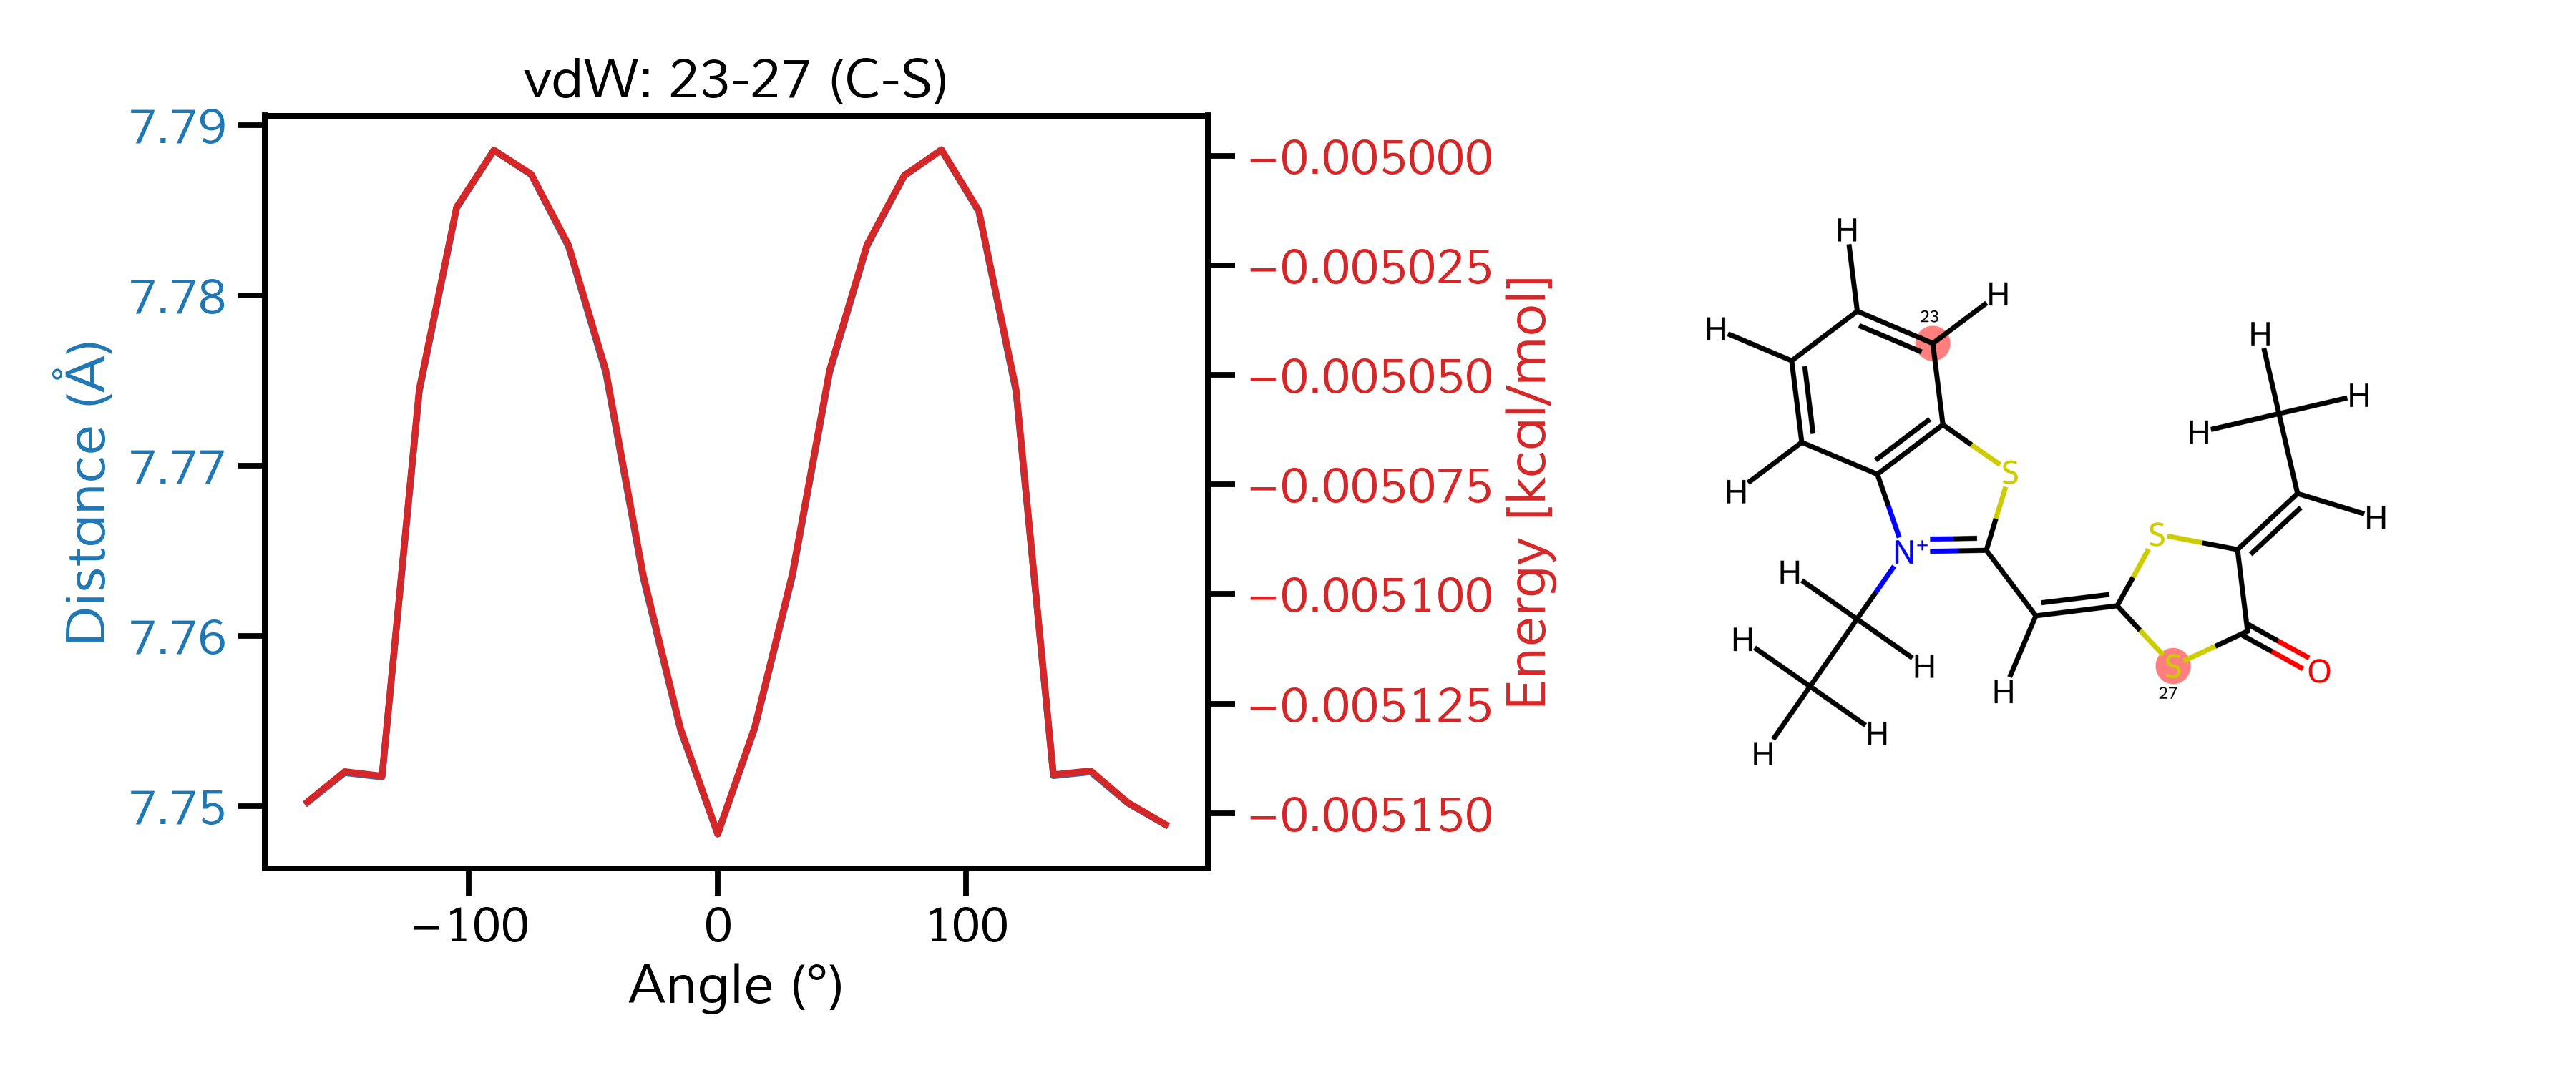 vdW: 23-27 (C-S)
7.79
7.78
7.77
7.76
7.75
Distance (Å)
−0.005000
−0.005025
−0.005050
−0.005075
−0.005100
−0.005125
−0.005150
Energy [kcal/mol]
−100 0 100
Angle (°)
H
H
23
H
H
H
H
H
S
H
H
S
N+
H
H
H
S
27
O
H
H
H